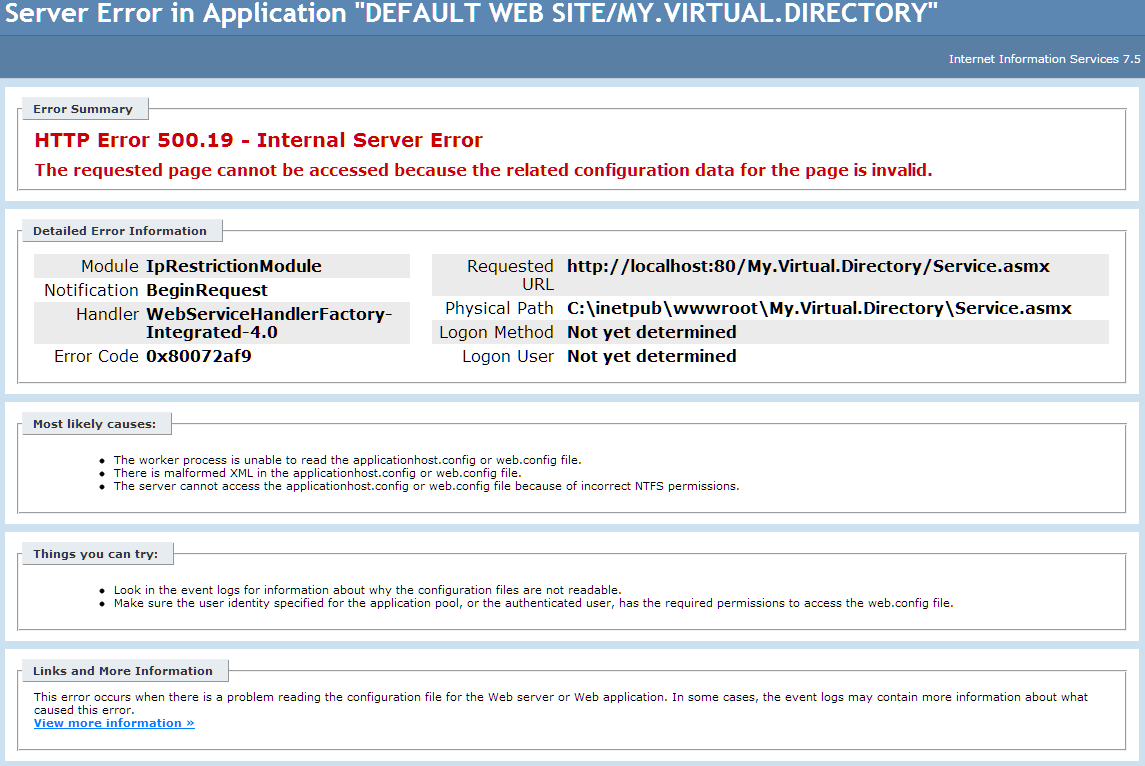 Server Error in Application "DEFAULT WEB SITE/MY.VIRTUAL.DIRECTORY"
Internet Information Services 7.5
Error Summary
HTTP Error 500.19 - Internal Server Error
The requested page cannot be accessed because the related configuration data for the page is invalid.
Detailed Error Information
Module IpRestrictionModule
Notification BeginRequest
Handler WebServiceHandlerFactory-
Integrated-4.0
Error Code 0x80072af9
Requested http://localhost:80/My.Virtual.Directory/Service.asmx
URL
Physical Path C:\inetpub\wwwroot\My.Virtual.Directory\Service.asmx
Logon Method Not yet determined
Logon User Not yet determined
Most likely causes:
• The worker process is unable to read the applicationhost.config or web.config file.
• There is malformed XML in the applicationhost.config or web.config file.
• The server cannot access the applicationhost.config or web.config file because of incorrect NTFS permissions.
Things you can try:
• Look in the event logs for information about why the configuration files are not readable.
• Make sure the user identity specified for the application pool, or the authenticated user, has the required permissions to access the web.config file.
Links and More Information
This error occurs when there is a problem reading the configuration file for the Web server or Web application. In some cases, the event logs may contain more information about what
caused this error.
View more information »